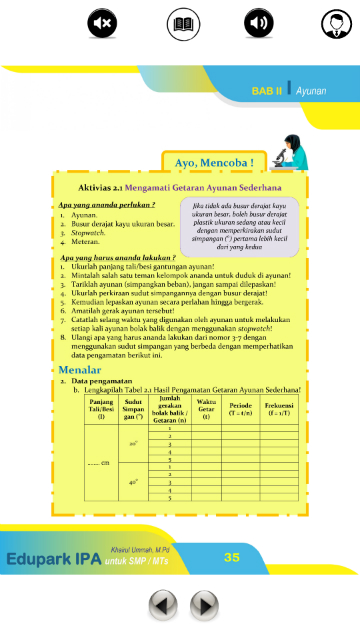 BAB II Ayunan
Ayo, Mencoba !
Aktivias 2.1 Mengamati Getaran Ayunan Sederhana
Apa yang ananda perlukan ?
1. Ayunan.
2. Busur derajat kayu ukuran besar.
3. Stopwatch.
4. Meteran.
Jika tidak ada busur derajat kayu
ukuran besar, boleh busur derajat
plastik ukuran sedang atau kecil
dengan memperkirakan sudut
simpangan (°) pertama lebih kecil
dari yang kedua
Apa yang harus ananda lakukan ?
1. Ukurlah panjang tali/besi gantungan ayunan!
2. Mintalah salah satu teman kelompok ananda untuk duduk di ayunan!
3. Tariklah ayunan (simpangkan beban), jangan sampai dilepaskan!
4. Ukurlah perkiraan sudut simpangannya dengan busur derajat!
5. Kemudian lepaskan ayunan secara perlahan hingga bergerak.
6. Amatilah gerak ayunan tersebut!
7. Catatlah selang waktu yang digunakan oleh ayunan untuk melakukan
setiap kali ayunan bolak balik dengan menggunakan stopwatch!
8. Ulangi apa yang harus ananda lakukan dari nomor 3-7 dengan
menggunakan sudut simpangan yang berbeda dengan memperhatikan
data pengamatan berikut ini.
Menalar
2. Data pengamatan
b. Lengkapilah Tabel 2.1 Hasil Pengamatan Getaran Ayunan Sederhana!
Panjang Tali/Besi (l) Sudut Simpan gan (°) Jumlah gerakan bolak balik / Getaran (n) Waktu Getar (t) Periode (T = t/n) Frekuensi (f = 1/T)
...... cm 20° 1
2
3
4
5
40° 1
2
3
4
5
Khairul Ummah, M.Pd
Edupark IPA untuk SMP / MTs 35